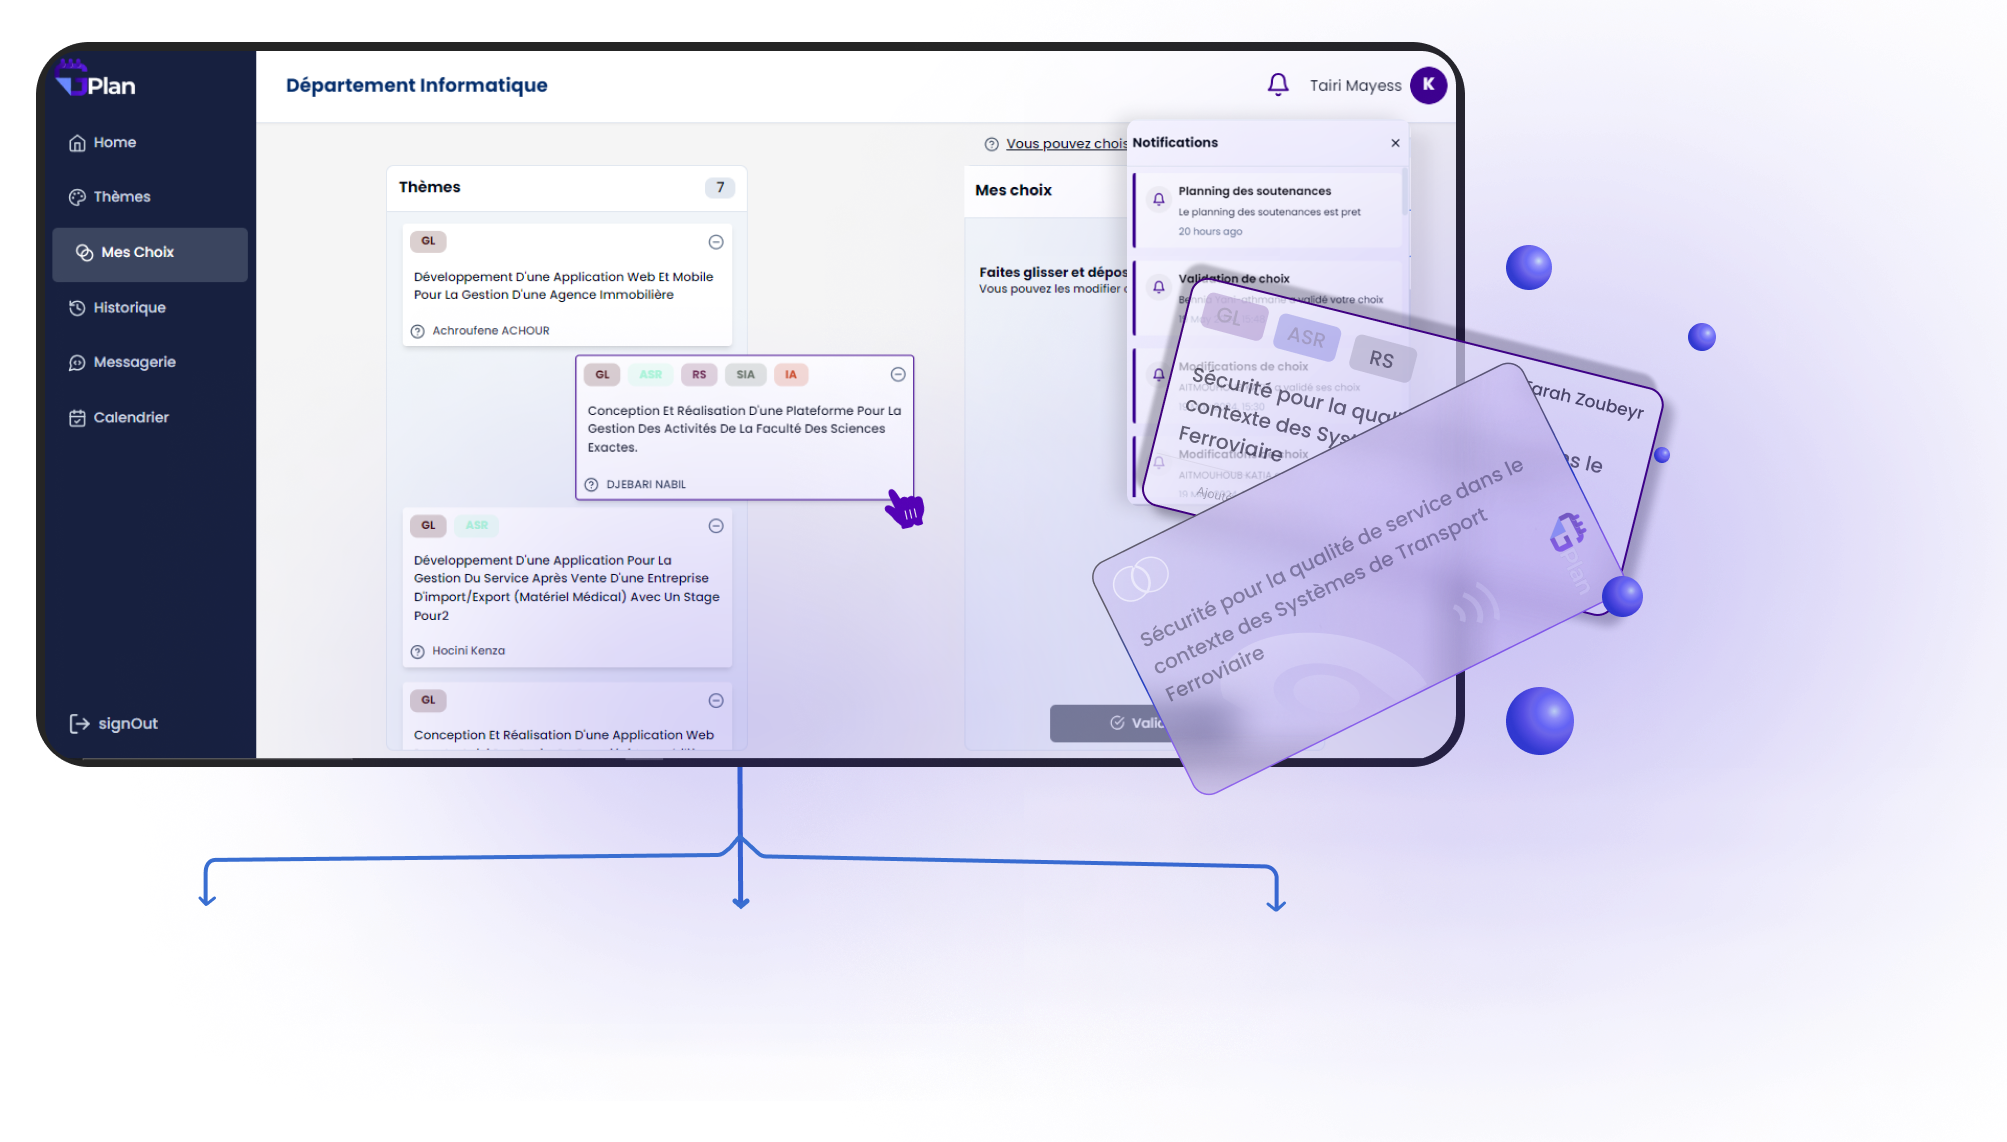 Plan
Home
Thèmes
Mes Choix
Historique
Messagerie
Calendrier
signOut
Département Informatique
Tairi Mayess
K
Vous pouvez chois
Thèmes
7
GL
Développement D'une Application Web Et Mobile
Pour La Gestion D'une Agence Immobilière
Achroufene ACHOUR
GL ASR RS SIA IA
Conception Et Réalisation D'une Plateforme Pour La
Gestion Des Activités De La Faculté Des Sciences
Exactes.
DJEBARI NABIL
GL ASR
Développement D'une Application Pour La
Gestion Du Service Après Vente D'une Entreprise
D'import/Export (Matériel Médical) Avec Un Stage
Pour2
Hocini Kenza
GL
Conception Et Réalisation D'une Application Web
Mes choix
Faites glisser et dépos
Vous pouvez les modifier
Valid
Notifications
Planning des soutenances
Le planning des soutenances est pret
20 hours ago
Validation de choix
validé votre choix
Modifications de choix
a validé ses choix
Modifications de choix
AITMOUHOUB KATIA
GL ASR RS
arah Zoubeyr
Sécurité pour la qual
contexte des Sys
Ferroviaire
s le
Ajoute
Sécurité pour la qualité de service dans le
contexte des Systèmes de Transport
Ferroviaire
Plan